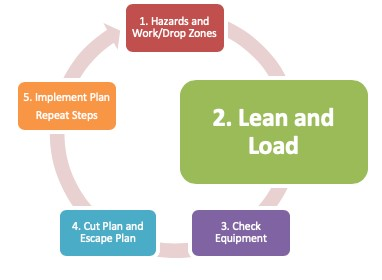 1. Hazards and
Work/Drop Zones
2. Lean and
Load
3. Check
Equipment
4. Cut Plan and
Escape Plan
5. Implement Plan
Repeat Steps